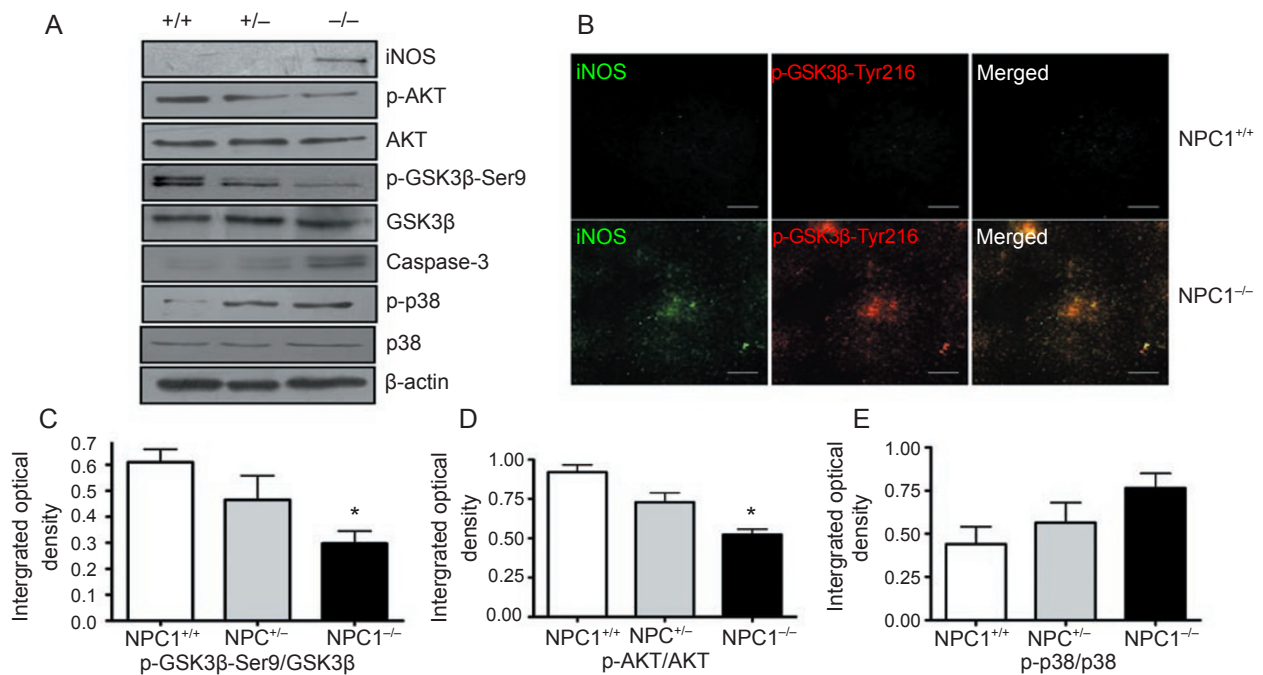 A
+/+ +/– –/–
iNOS
p-AKT
AKT
p-GSK3β-Ser9
GSK3β
Caspase-3
p-p38
p38
β-actin
B
iNOS p-GSK3β-Tyr216 Merged
NPC1+/+
iNOS p-GSK3β-Tyr216 Merged
NPC1–/–
C
Intergrated optical
density
0.7
0.6
0.5
0.4
0.3
0.2
0.1
0.0
*
NPC1+/+ NPC+/– NPC1–/–
p-GSK3β-Ser9/GSK3β
D
Intergrated optical
density
1.00
0.75
0.50
0.25
0.00
*
NPC1+/+ NPC+/– NPC1–/–
p-AKT/AKT
E
Intergrated optical
density
1.00
0.75
0.50
0.25
0.00
NPC1+/+ NPC+/– NPC1–/–
p-p38/p38